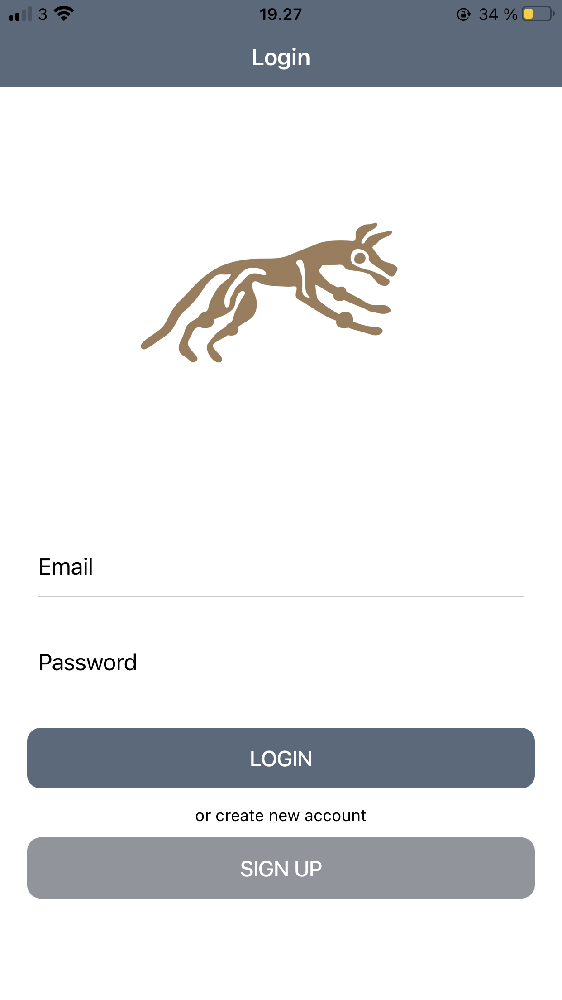 3 19.27 34 %
Login
Email
Password
LOGIN
or create new account
SIGN UP